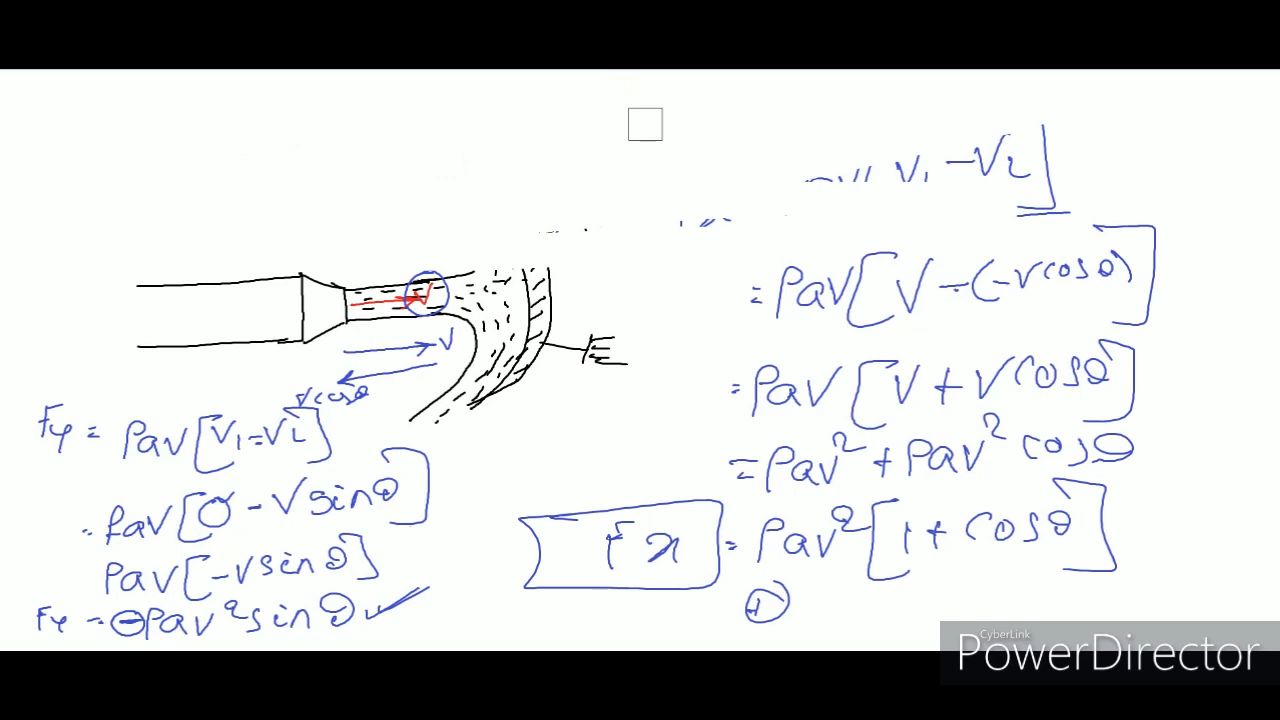 V₁ -V₂]
= ρav[V -(-vcosθ)]
= ρav[V + vcosθ]
= ρav² + ρav² cosθ
Fx = ρav²[1 + cosθ]
V
V
vcosθ
Fy = ρav[V₁-V₂]
= ρav[0 - vsinθ]
ρav[-vsinθ]
Fy = -ρav²sinθ
CyberLink
PowerDirector